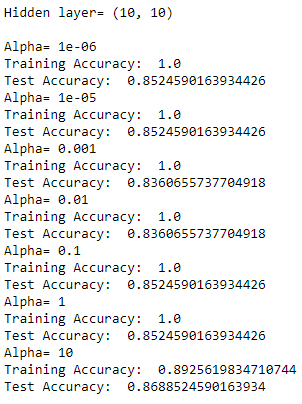 Hidden layer= (10, 10)
Alpha= 1e-06
Training Accuracy:  1.0
Test Accuracy:  0.8524590163934426
Alpha= 1e-05
Training Accuracy:  1.0
Test Accuracy:  0.8524590163934426
Alpha= 0.001
Training Accuracy:  1.0
Test Accuracy:  0.8360655737704918
Alpha= 0.01
Training Accuracy:  1.0
Test Accuracy:  0.8360655737704918
Alpha= 0.1
Training Accuracy:  1.0
Test Accuracy:  0.8524590163934426
Alpha= 1
Training Accuracy:  1.0
Test Accuracy:  0.8524590163934426
Alpha= 10
Training Accuracy:  0.8925619834710744
Test Accuracy:  0.8688524590163934